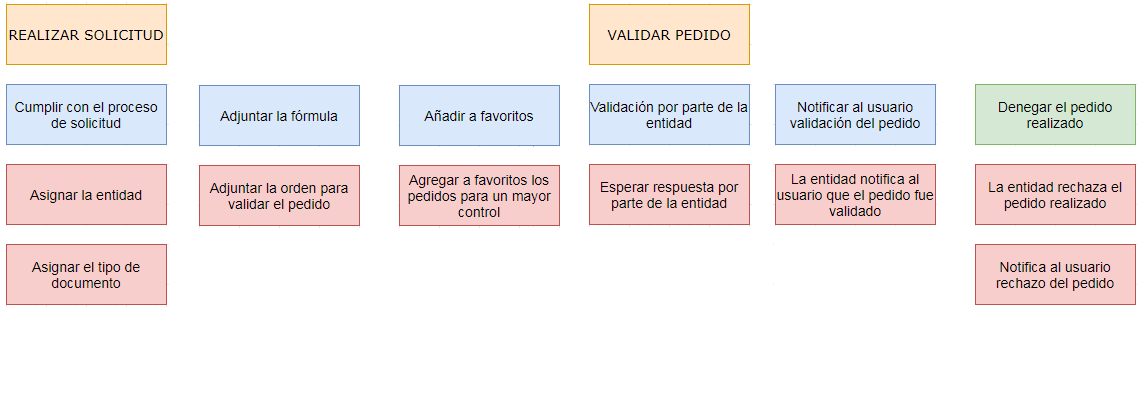 REALIZAR SOLICITUD
VALIDAR PEDIDO
Cumplir con el proceso
de solicitud
Adjuntar la fórmula
Añadir a favoritos
Validación por parte de la
entidad
Notificar al usuario
validación del pedido
Denegar el pedido
realizado
Asignar la entidad
Adjuntar la orden para
validar el pedido
Agregar a favoritos los
pedidos para un mayor
control
Esperar respuesta por
parte de la entidad
La entidad notifica al
usuario que el pedido fue
validado
La entidad rechaza el
pedido realizado
Asignar el tipo de
documento
Notifica al usuario
rechazo del pedido